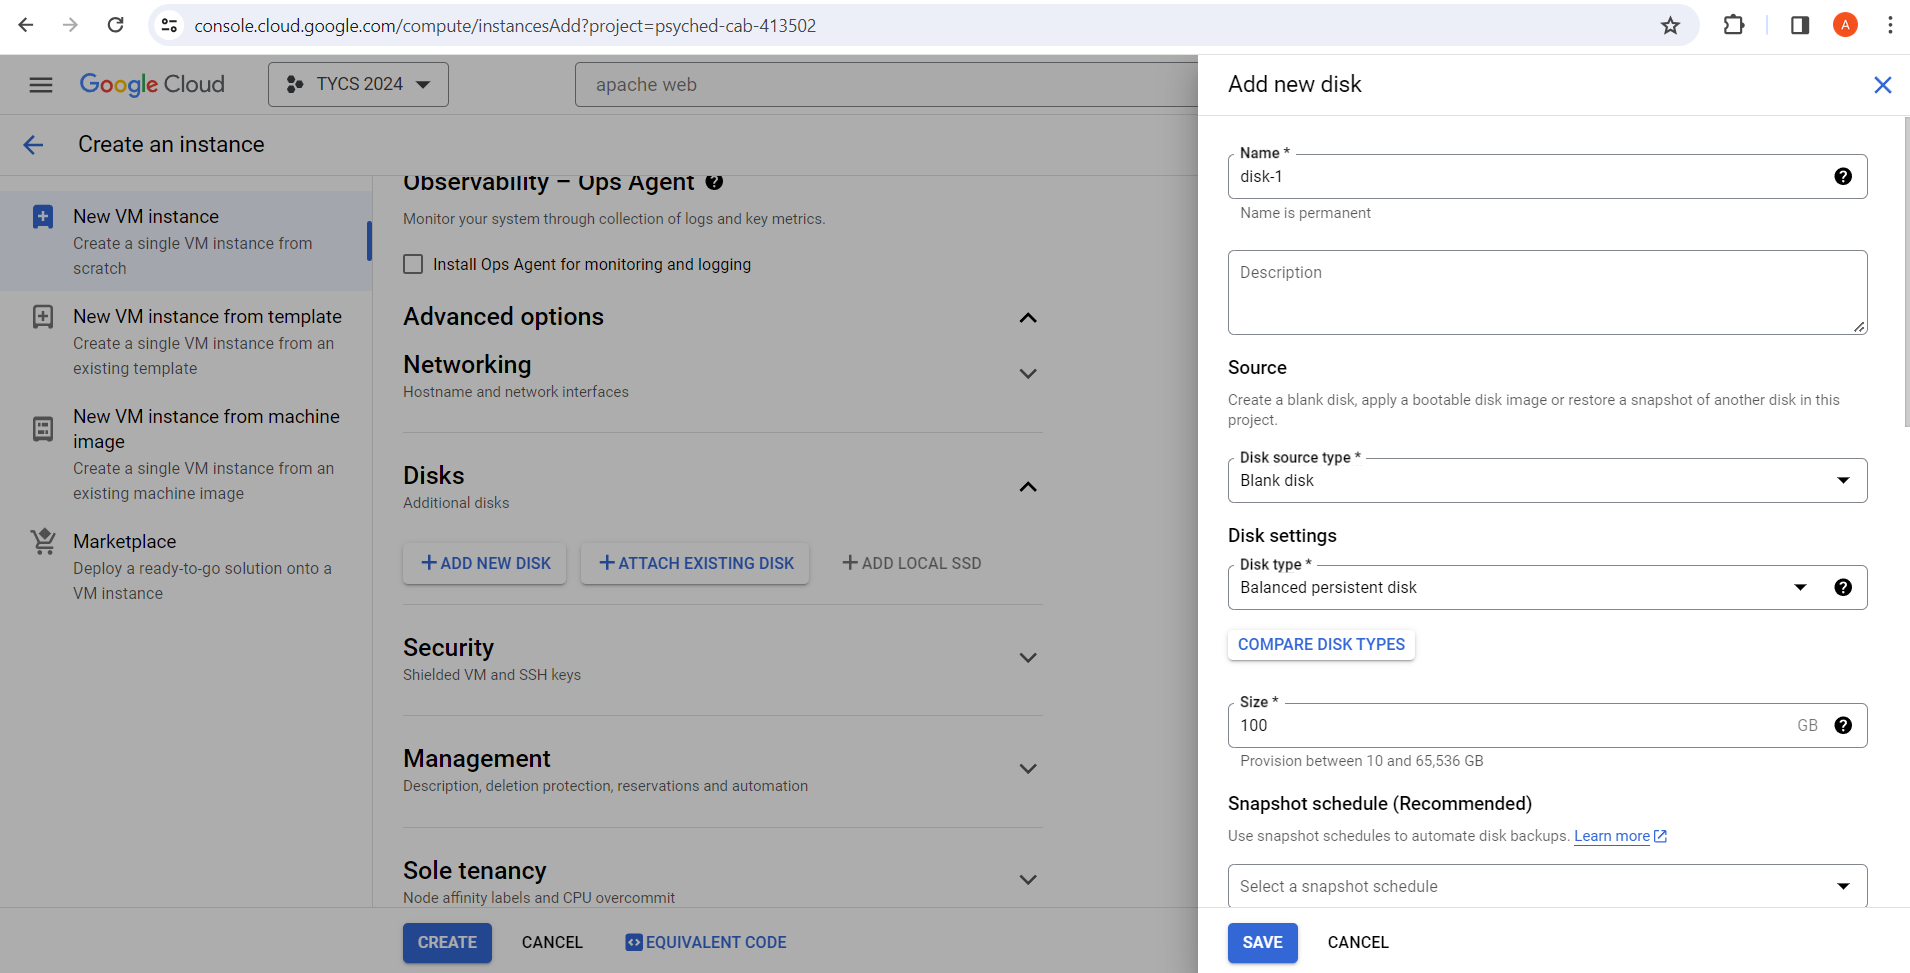 console.cloud.google.com/compute/instancesAdd?project=psyched-cab-413502
A
Google Cloud
TYCS 2024
apache web
Create an instance
New VM instance
Create a single VM instance from
scratch
New VM instance from template
Create a single VM instance from an
existing template
New VM instance from machine
image
Create a single VM instance from an
existing machine image
Marketplace
Deploy a ready-to-go solution onto a
VM instance
Observability – Ops Agent
Monitor your system through collection of logs and key metrics.
Install Ops Agent for monitoring and logging
Advanced options
Networking
Hostname and network interfaces
Disks
Additional disks
+ ADD NEW DISK
+ ATTACH EXISTING DISK
+ ADD LOCAL SSD
Security
Shielded VM and SSH keys
Management
Description, deletion protection, reservations and automation
Sole tenancy
Node affinity labels and CPU overcommit
CREATE
CANCEL
EQUIVALENT CODE
Add new disk
Name *
disk-1
Name is permanent
Description
Source
Create a blank disk, apply a bootable disk image or restore a snapshot of another disk in this
project.
Disk source type *
Blank disk
Disk settings
Disk type *
Balanced persistent disk
COMPARE DISK TYPES
Size *
100 GB
Provision between 10 and 65,536 GB
Snapshot schedule (Recommended)
Use snapshot schedules to automate disk backups. Learn more
Select a snapshot schedule
SAVE
CANCEL